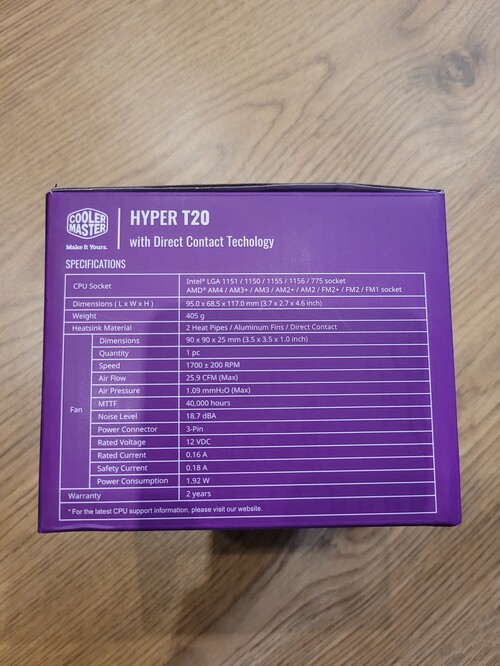 COOLER
MASTER
Make It Yours.
HYPER T20
with Direct Contact Techology
SPECIFICATIONS
CPU Socket
Intel® LGA 1151 / 1150 / 1155 / 1156 / 775 socket
AMD® AM4 / AM3+ / AM3 / AM2+ / AM2 / FM2+ / FM2 / FM1 socket
Dimensions ( L x W x H ) 95.0 x 68.5 x 117.0 mm (3.7 x 2.7 x 4.6 inch)
Weight 405 g
Heatsink Material 2 Heat Pipes / Aluminum Fins / Direct Contact
Fan
Dimensions 90 x 90 x 25 mm (3.5 x 3.5 x 1.0 inch)
Quantity 1 pc
Speed 1700 ± 200 RPM
Air Flow 25.9 CFM (Max)
Air Pressure 1.09 mmH₂O (Max)
MTTF 40,000 hours
Noise Level 18.7 dBA
Power Connector 3-Pin
Rated Voltage 12 VDC
Rated Current 0.16 A
Safety Current 0.18 A
Power Consumption 1.92 W
Warranty 2 years
* For the latest CPU support information, please visit our website.